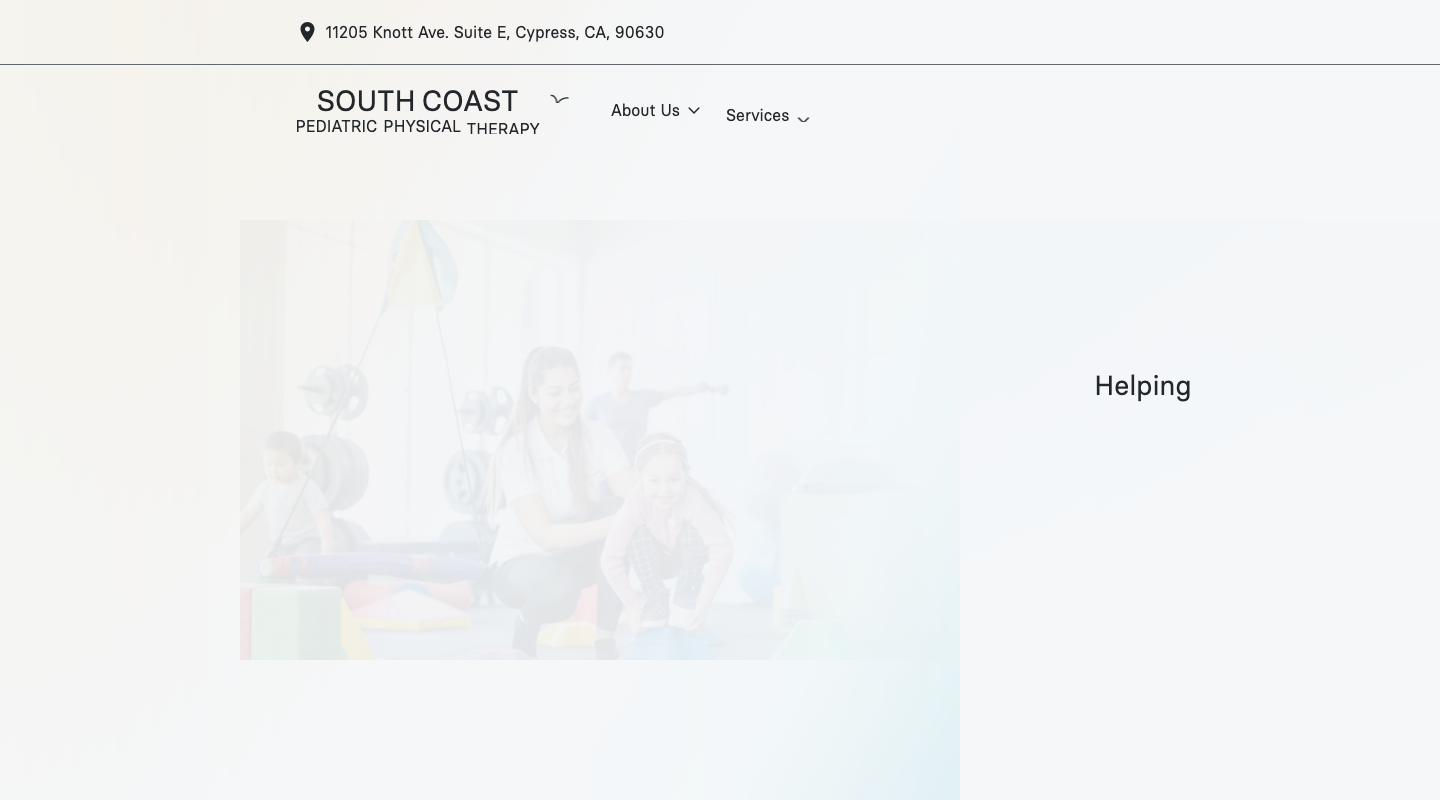 11205 Knott Ave. Suite E, Cypress, CA, 90630
SOUTH COAST
PEDIATRIC PHYSICAL THERAPY
About Us
Services
Helping